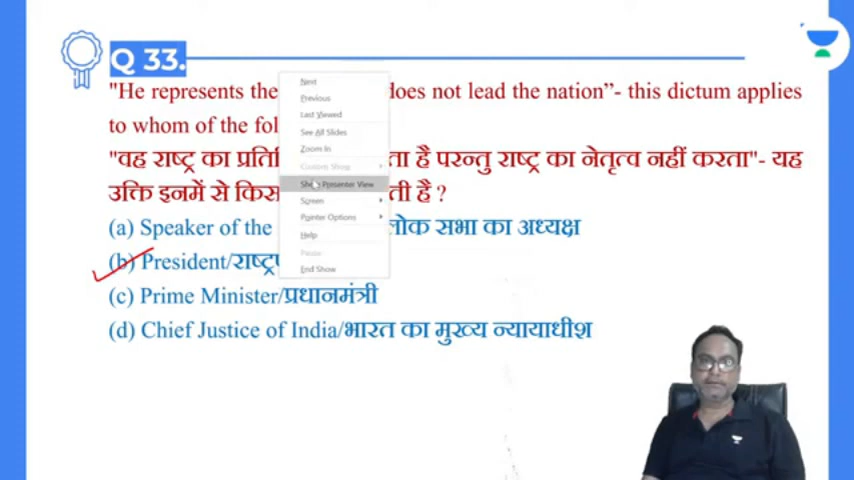 Q 33.
"He represents the does not lead the nation”- this dictum applies
to whom of the fol
"वह राष्ट्र का प्रति ता है परन्तु राष्ट्र का नेतृत्व नहीं करता"- यह
उक्ति इनमें से किस ती है ?
(a) Speaker of the लोक सभा का अध्यक्ष
(b) President/राष्ट्रप
(c) Prime Minister/प्रधानमंत्री
(d) Chief Justice of India/भारत का मुख्य न्यायाधीश
Next
Previous
Last Viewed
See All Slides
Zoom In
Custom Show
Show Presenter View
Screen
Pointer Options
Help
Pause
End Show